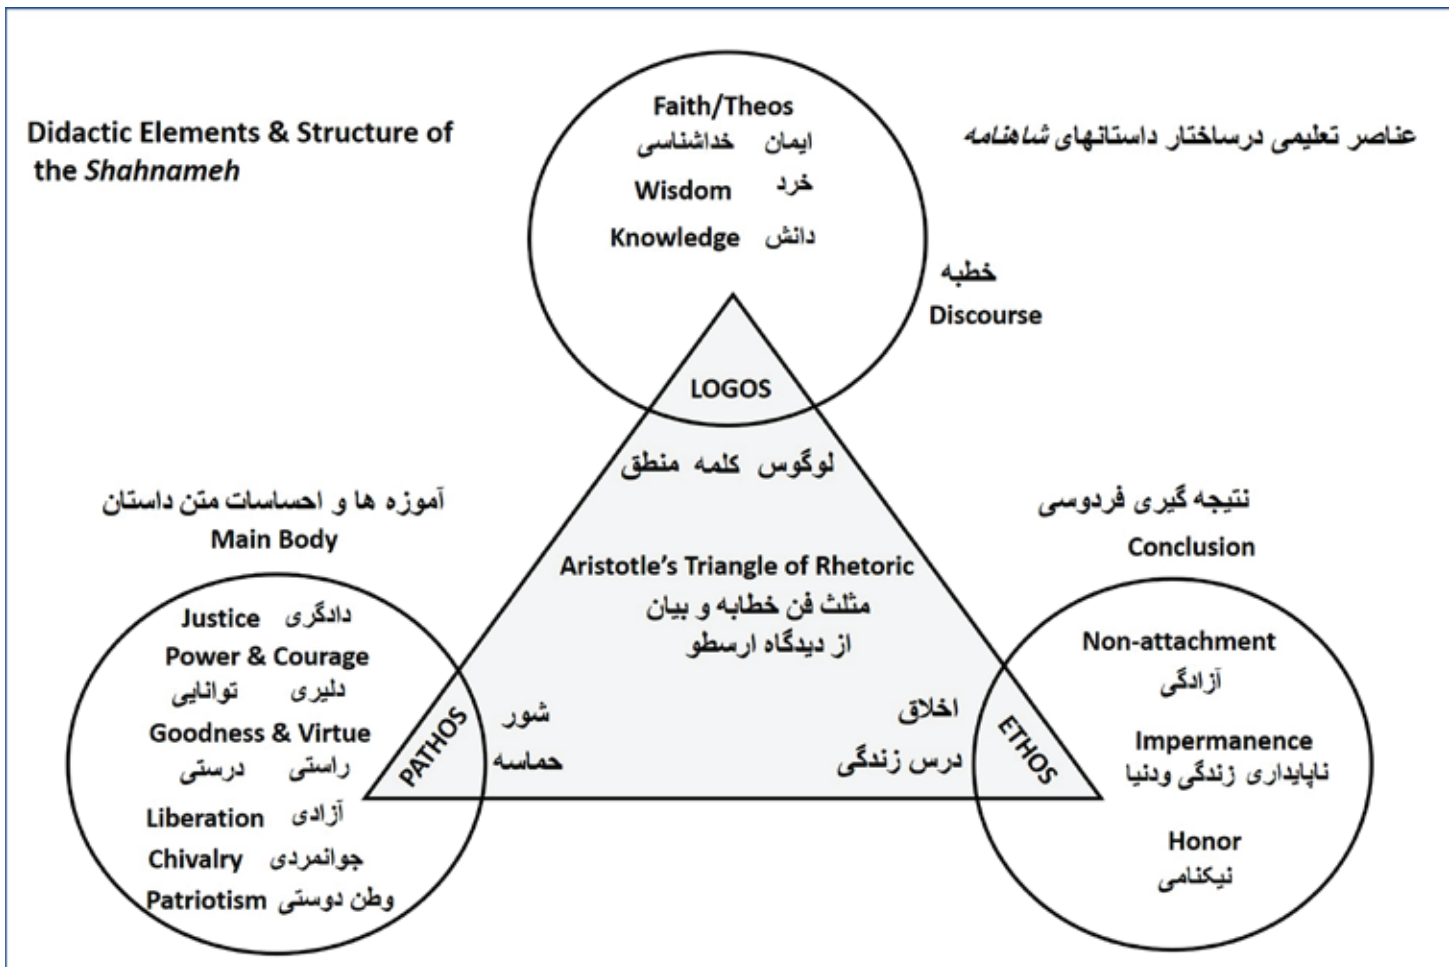 Didactic Elements & Structure of
the Shahnameh
عناصر تعلیمی درساختار داستانهای شاهنامه
Faith/Theos
ایمان خداشناسی
Wisdom خرد
Knowledge دانش
خطبه
Discourse
LOGOS
لوگوس کلمه منطق
آموزه ها و احساسات متن داستان
Main Body
نتیجه گیری فردوسی
Conclusion
Aristotle’s Triangle of Rhetoric
مثلث فن خطابه و بیان
از دیدگاه ارسطو
Justice دادگری
Power & Courage
دلیری توانایی
Goodness & Virtue
راستی درستی
Liberation آزادی
Chivalry جوانمردی
Patriotism وطن دوستی
PATHOS
شور
حماسه
اخلاق
درس زندگی
ETHOS
Non-attachment
آزادگی
Impermanence
ناپایداری زندگی ودنیا
Honor
نیکنامی